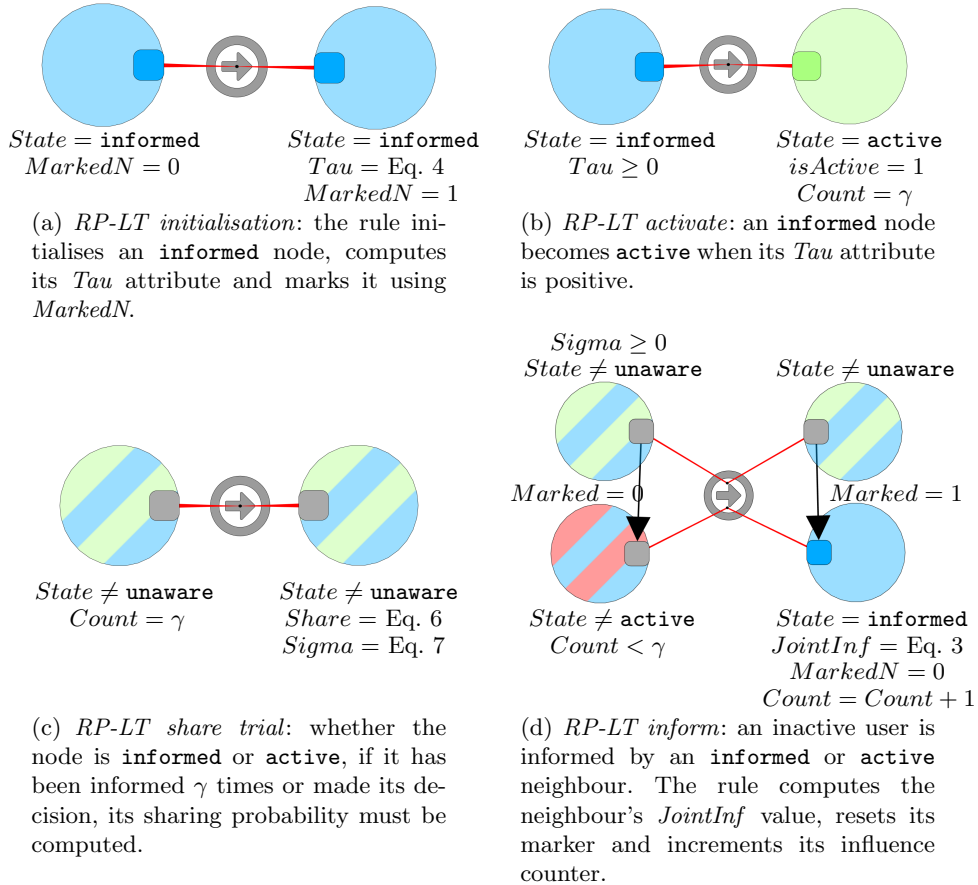 State = informed
MarkedN = 0
State = informed
Tau = Eq. 4
MarkedN = 1
(a) RP-LT initialisation: the rule ini-
tialises an informed node, computes
its Tau attribute and marks it using
MarkedN.
State = informed
Tau ≥ 0
State = active
isActive = 1
Count = γ
(b) RP-LT activate: an informed node
becomes active when its Tau attribute
is positive.
State ≠ unaware
Count = γ
State ≠ unaware
Share = Eq. 6
Sigma = Eq. 7
(c) RP-LT share trial: whether the
node is informed or active, if it has
been informed γ times or made its de-
cision, its sharing probability must be
computed.
Sigma ≥ 0
State ≠ unaware
Marked = 0
State ≠ active
Count < γ
State ≠ unaware
Marked = 1
State = informed
JointInf = Eq. 3
MarkedN = 0
Count = Count + 1
(d) RP-LT inform: an inactive user is
informed by an informed or active
neighbour. The rule computes the
neighbour's JointInf value, resets its
marker and increments its influence
counter.